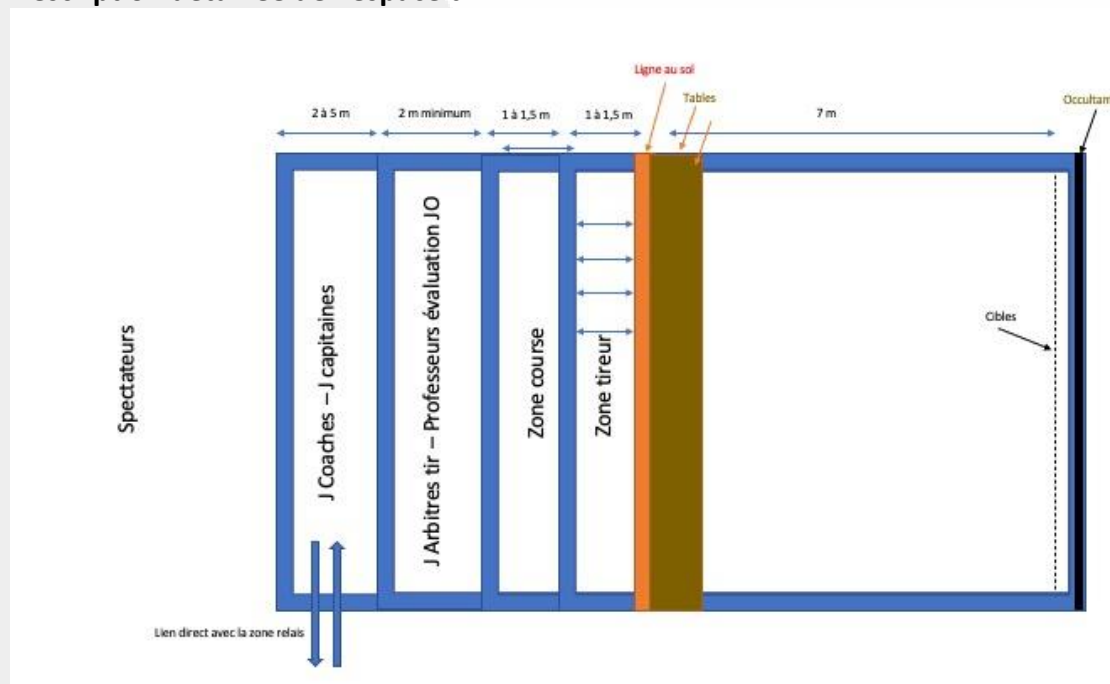 Ligne au sol
Tables
Occultant
2 à 5 m
2 m minimum
1 à 1,5 m
1 à 1,5 m
7 m
Spectateurs
J Coaches – J capitaines
J Arbitres tir – Professeurs évaluation JO
Zone course
Zone tireur
Cibles
Lien direct avec la zone relais